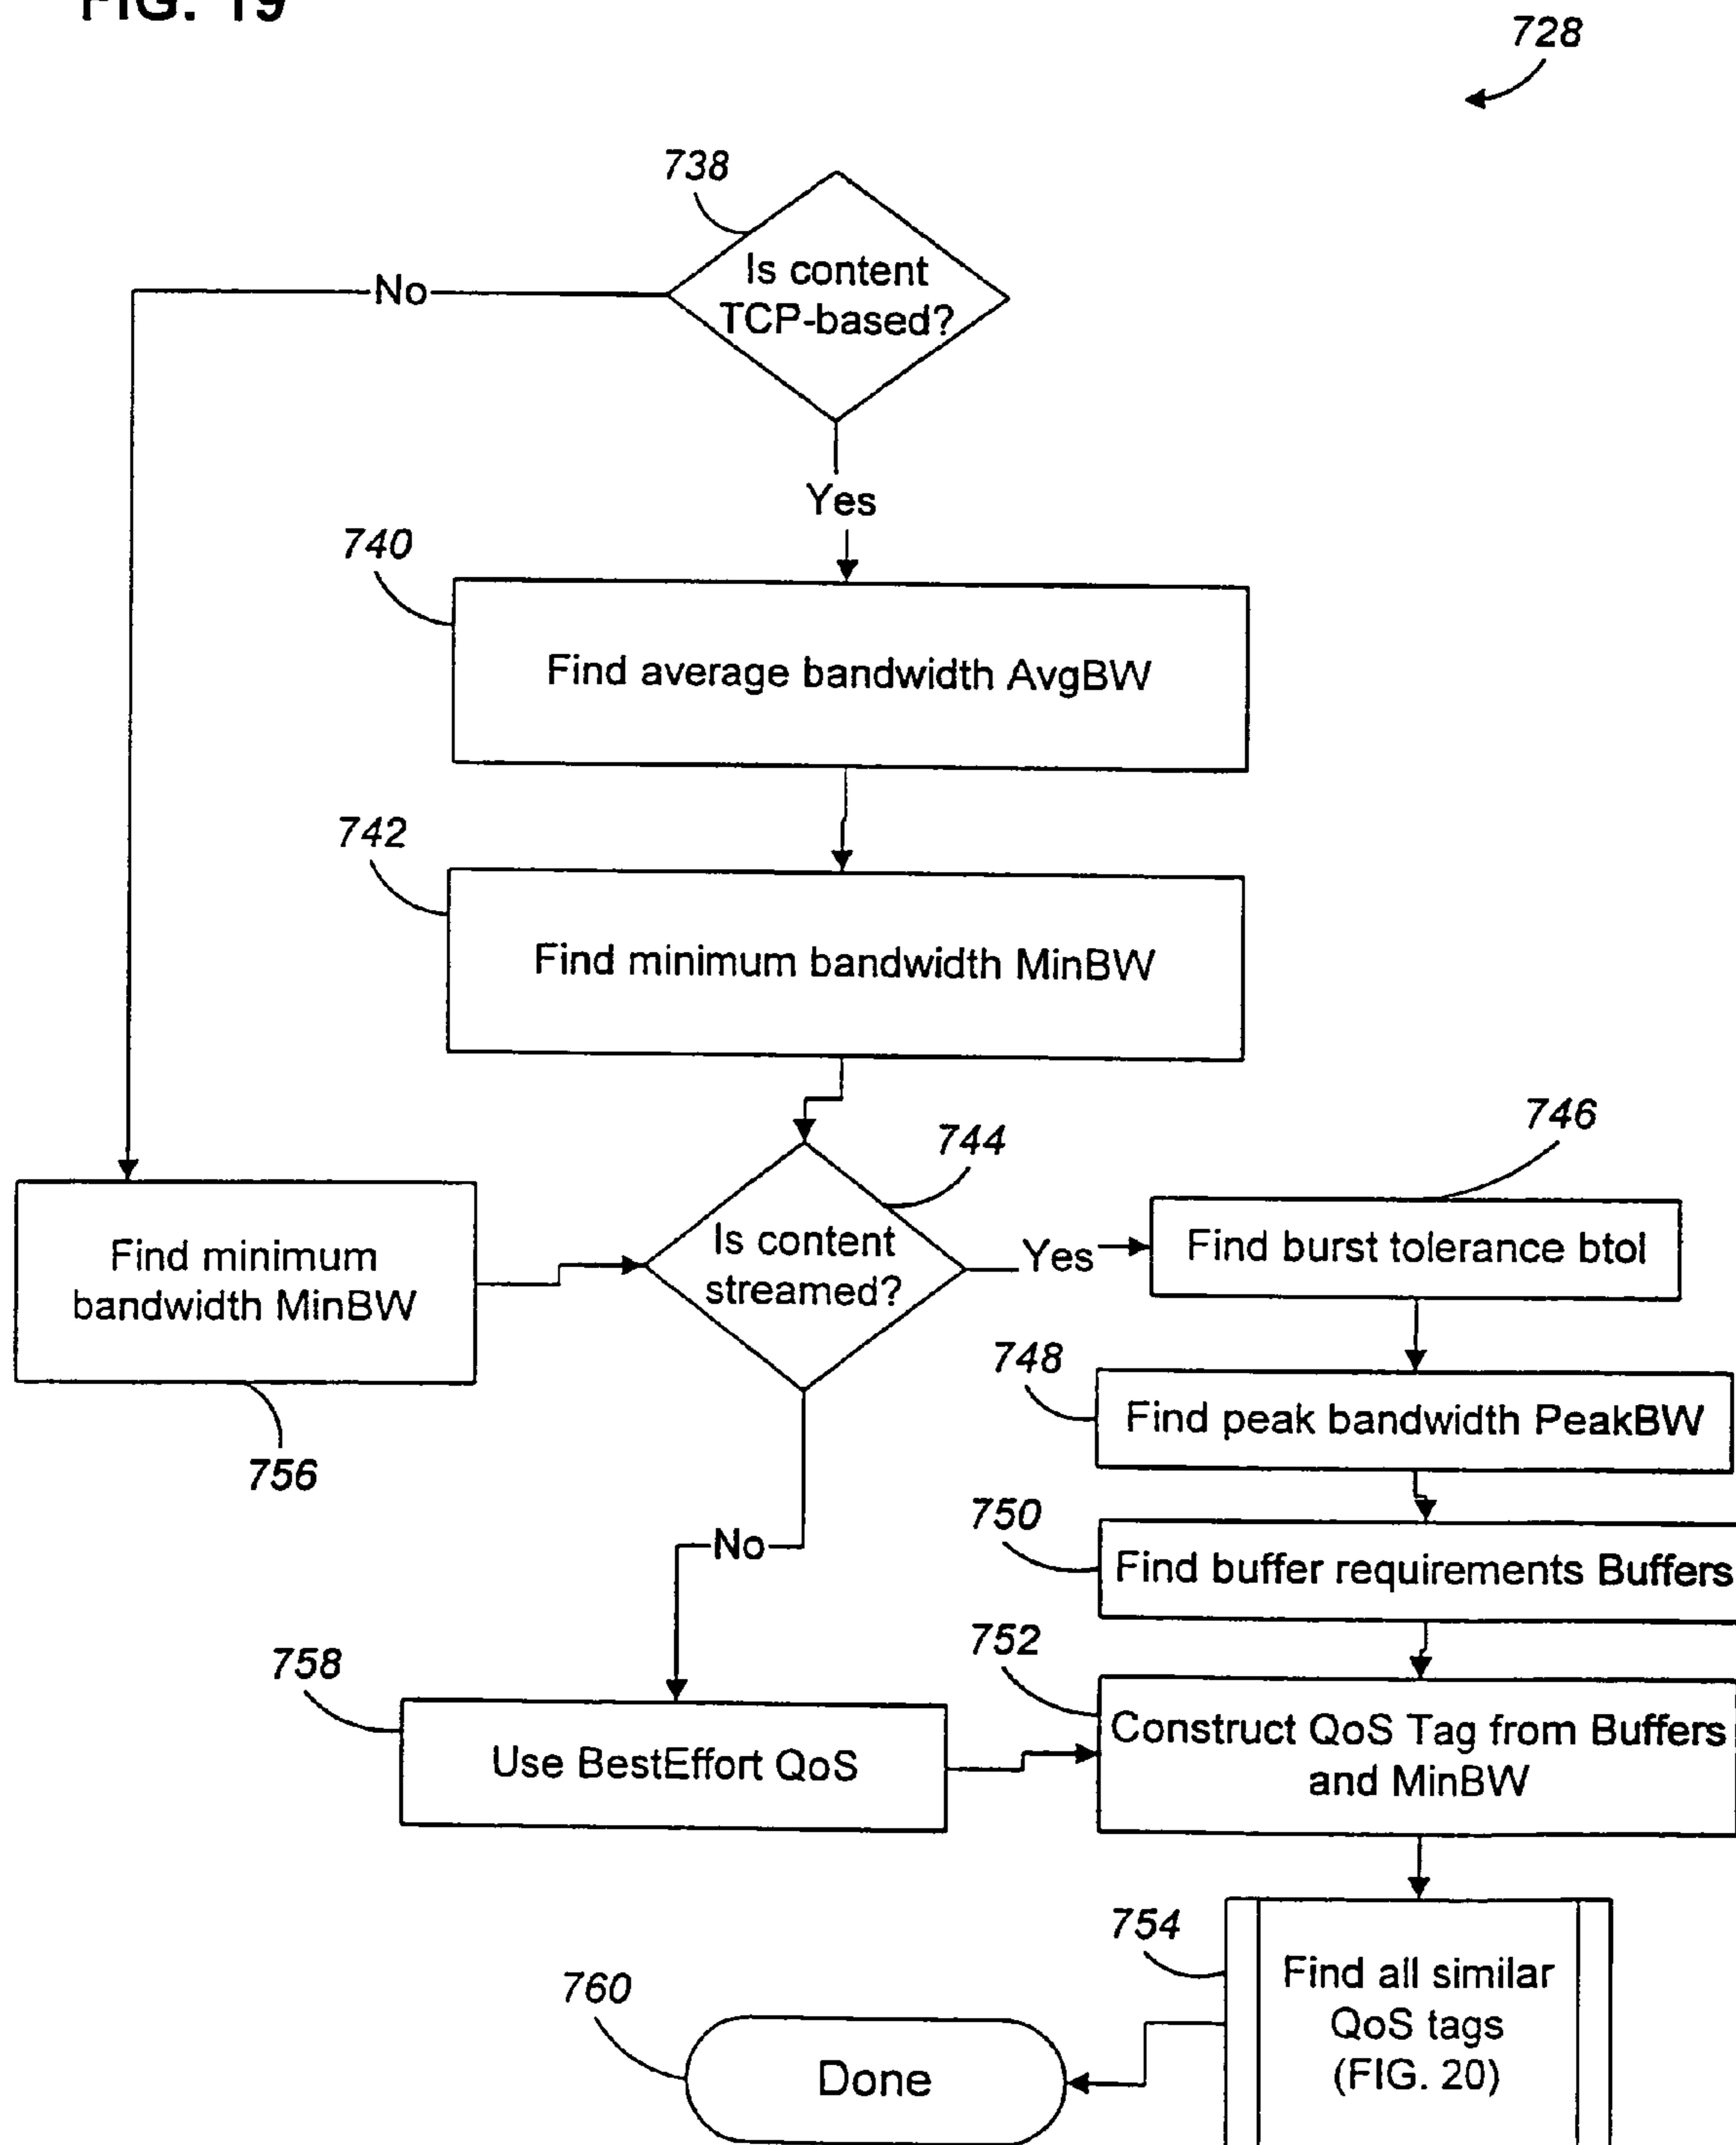 FIG. 19
728
738
Is content
TCP-based?
No
Yes
740
Find average bandwidth AvgBW
742
Find minimum bandwidth MinBW
744
Is content
streamed?
Yes
746
Find burst tolerance btol
Find minimum
bandwidth MinBW
756
748
Find peak bandwidth PeakBW
750
Find buffer requirements Buffers
No
752
Construct QoS Tag from Buffers
and MinBW
758
Use BestEffort QoS
754
Find all similar
QoS tags
(FIG. 20)
760
Done